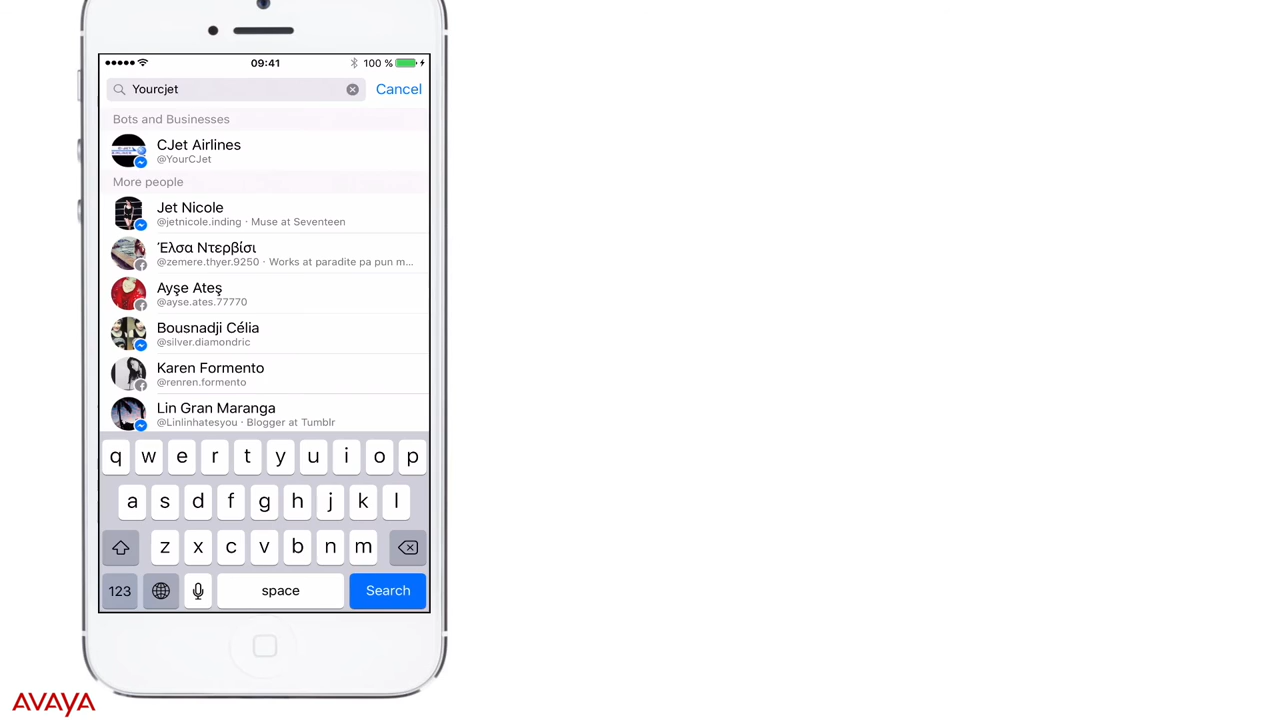 09:41
100 %
Yourcjet
Cancel
Bots and Businesses
CJet Airlines
@YourCJet
More people
Jet Nicole
@jetnicole.inding · Muse at Seventeen
Έλσα Ντερβίσι
@zemere.thyer.9250 · Works at paradite pa pun m...
Ayşe Ateş
@ayse.ates.77770
Bousnadji Célia
@silver.diamondric
Karen Formento
@renren.formento
Lin Gran Maranga
@Linlinhatesyou · Blogger at Tumblr
q w e r t y u i o p
a s d f g h j k l
z x c v b n m
123 space Search
AVAYA